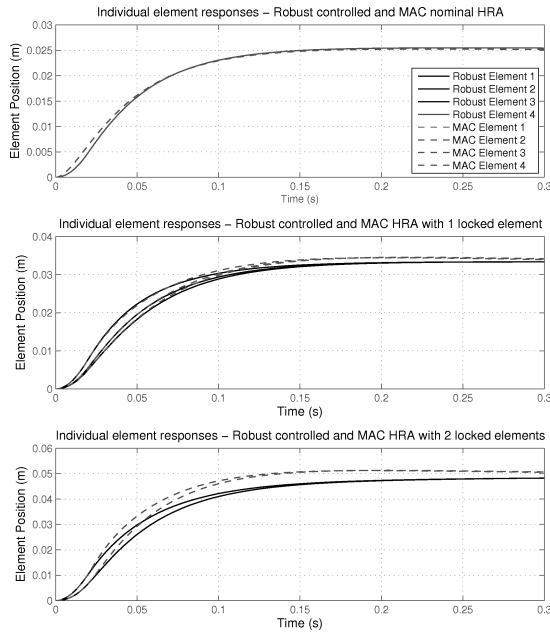 Individual element responses – Robust controlled and MAC nominal HRA
0.03
0.025
0.02
0.015
0.01
0.005
0
Element Position (m)
Robust Element 1
Robust Element 2
Robust Element 3
Robust Element 4
MAC Element 1
MAC Element 2
MAC Element 3
MAC Element 4
0 0.05 0.1 0.15 0.2 0.25 0.3
Time (s)
Individual element responses – Robust controlled and MAC HRA with 1 locked element
0.04
0.03
0.02
0.01
0
Element Position (m)
0 0.05 0.1 0.15 0.2 0.25 0.3
Time (s)
Individual element responses – Robust controlled and MAC HRA with 2 locked elements
0.06
0.05
0.04
0.03
0.02
0.01
0
Element Position (m)
0 0.05 0.1 0.15 0.2 0.25 0.3
Time (s)